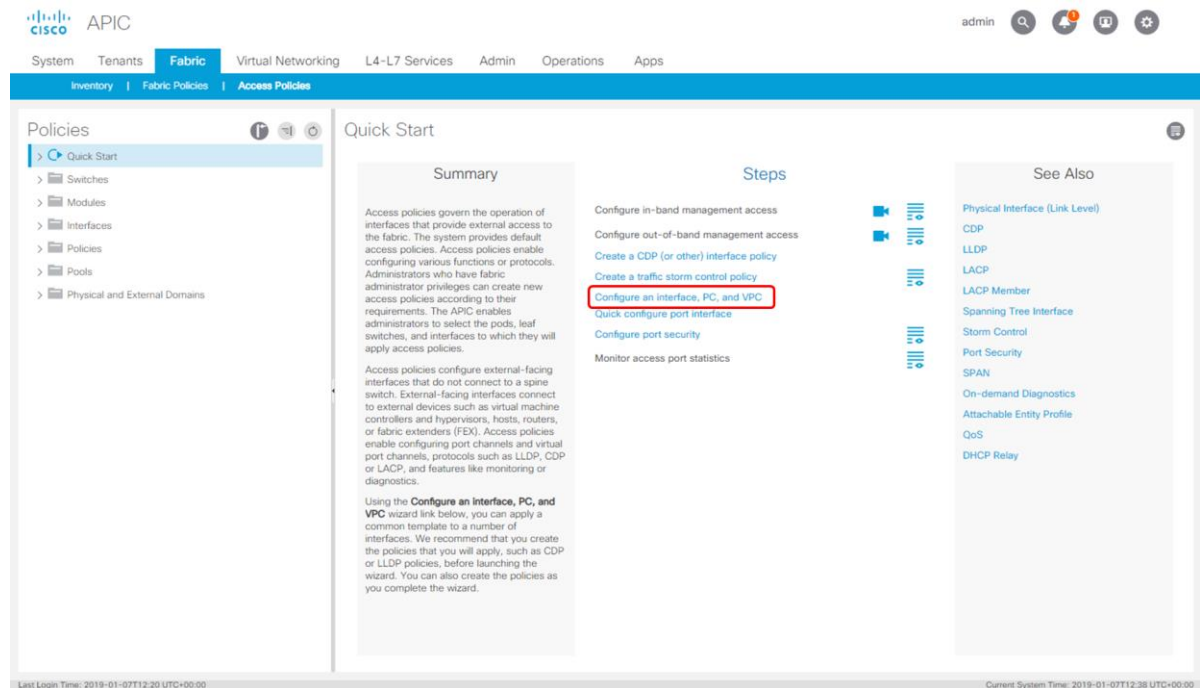 CISCO
APIC
admin
1
System Tenants Fabric Virtual Networking L4-L7 Services Admin Operations Apps
Inventory | Fabric Policies | Access Policies
Policies
Quick Start
Switches
Modules
Interfaces
Policies
Pools
Physical and External Domains
Quick Start
Summary
Access policies govern the operation of
interfaces that provide external access to
the fabric. The system provides default
access policies. Access policies enable
configuring various functions or protocols.
Administrators who have fabric
administrator privileges can create new
access policies according to their
requirements. The APIC enables
administrators to select the pods, leaf
switches, and interfaces to which they will
apply access policies.
Access policies configure external-facing
interfaces that do not connect to a spine
switch. External-facing interfaces connect
to external devices such as virtual machine
controllers and hypervisors, hosts, routers,
or fabric extenders (FEX). Access policies
enable configuring port channels and virtual
port channels, protocols such as LLDP, CDP
or LACP, and features like monitoring or
diagnostics.
Using the Configure an interface, PC, and
VPC wizard link below, you can apply a
common template to a number of
interfaces. We recommend that you create
the policies that you will apply, such as CDP
or LLDP policies, before launching the
wizard. You can also create the policies as
you complete the wizard.
Steps
Configure in-band management access
Configure out-of-band management access
Create a CDP (or other) interface policy
Create a traffic storm control policy
Configure an interface, PC, and VPC
Quick configure port interface
Configure port security
Monitor access port statistics
See Also
Physical Interface (Link Level)
CDP
LLDP
LACP
LACP Member
Spanning Tree Interface
Storm Control
Port Security
SPAN
On-demand Diagnostics
Attachable Entity Profile
QoS
DHCP Relay
Last Login Time: 2019-01-07T12:20 UTC+00:00
Current System Time: 2019-01-07T12:38 UTC+00:00